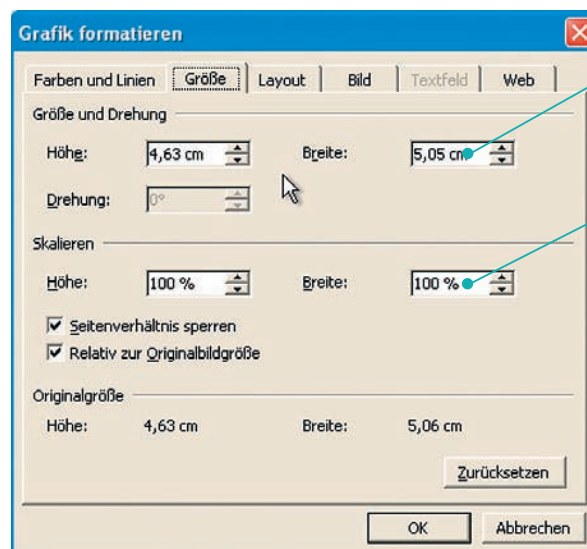 Grafik formatieren
Farben und Linien Größe Layout Bild Textfeld Web
Größe und Drehung
Höhe: 4,63 cm Breite: 5,05 cm
Drehung: 0°
Skalieren
Höhe: 100 % Breite: 100 %
Seitenverhältnis sperren
Relativ zur Originalbildgröße
Originalgröße
Höhe: 4,63 cm Breite: 5,06 cm
Zurücksetzen
OK Abbrechen